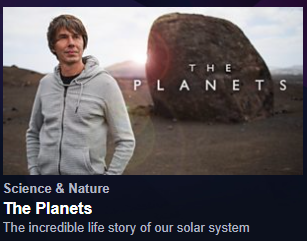 THE
PLANETS
Science & Nature
The Planets
The incredible life story of our solar system